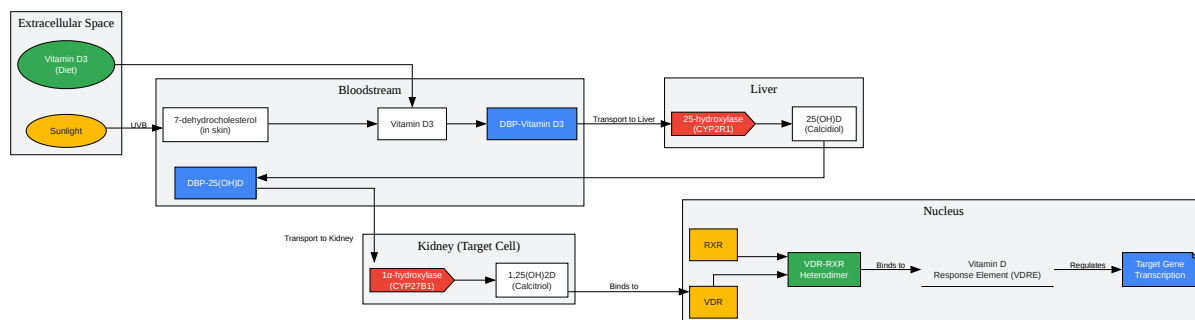 Extracellular Space
Vitamin D3
(Diet)
Sunlight
UVB
Bloodstream
7-dehydrocholesterol
(in skin)
Vitamin D3
DBP-Vitamin D3
Transport to Liver
Liver
25-hydroxylase
(CYP2R1)
25(OH)D
(Calcidiol)
DBP-25(OH)D
Transport to Kidney
Kidney (Target Cell)
1α-hydroxylase
(CYP27B1)
1,25(OH)2D
(Calcitriol)
Binds to
Nucleus
RXR
VDR
VDR-RXR
Heterodimer
Binds to
Vitamin D
Response Element (VDRE)
Regulates
Target Gene
Transcription